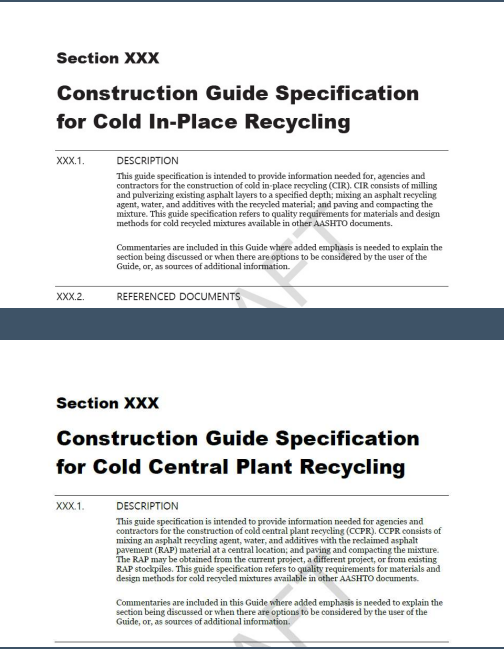 Section XXX
Construction Guide Specification
for Cold In-Place Recycling
XXX.1. DESCRIPTION
This guide specification is intended to provide information needed for, agencies and
contractors for the construction of cold in-place recycling (CIR). CIR consists of milling
and pulverizing existing asphalt layers to a specified depth; mixing an asphalt recycling
agent, water, and additives with the recycled material; and paving and compacting the
mixture. This guide specification refers to quality requirements for materials and design
methods for cold recycled mixtures available in other AASHTO documents.
Commentaries are included in this Guide where added emphasis is needed to explain the
section being discussed or when there are options to be considered by the user of the
Guide, or, as sources of additional information.
XXX.2. REFERENCED DOCUMENTS
AFT
Section XXX
Construction Guide Specification
for Cold Central Plant Recycling
XXX.1. DESCRIPTION
This guide specification is intended to provide information needed for agencies and
contractors for the construction of cold central plant recycling (CCPR). CCPR consists of
mixing an asphalt recycling agent, water, and additives with the reclaimed asphalt
pavement (RAP) material at a central location; and paving and compacting the mixture.
The RAP may be obtained from the current project, a different project, or from existing
RAP stockpiles. This guide specification refers to quality requirements for materials and
design methods for cold recycled mixtures available in other AASHTO documents.
Commentaries are included in this Guide where added emphasis is needed to explain the
section being discussed or when there are options to be considered by the user of the
Guide, or, as sources of additional information.
AFT